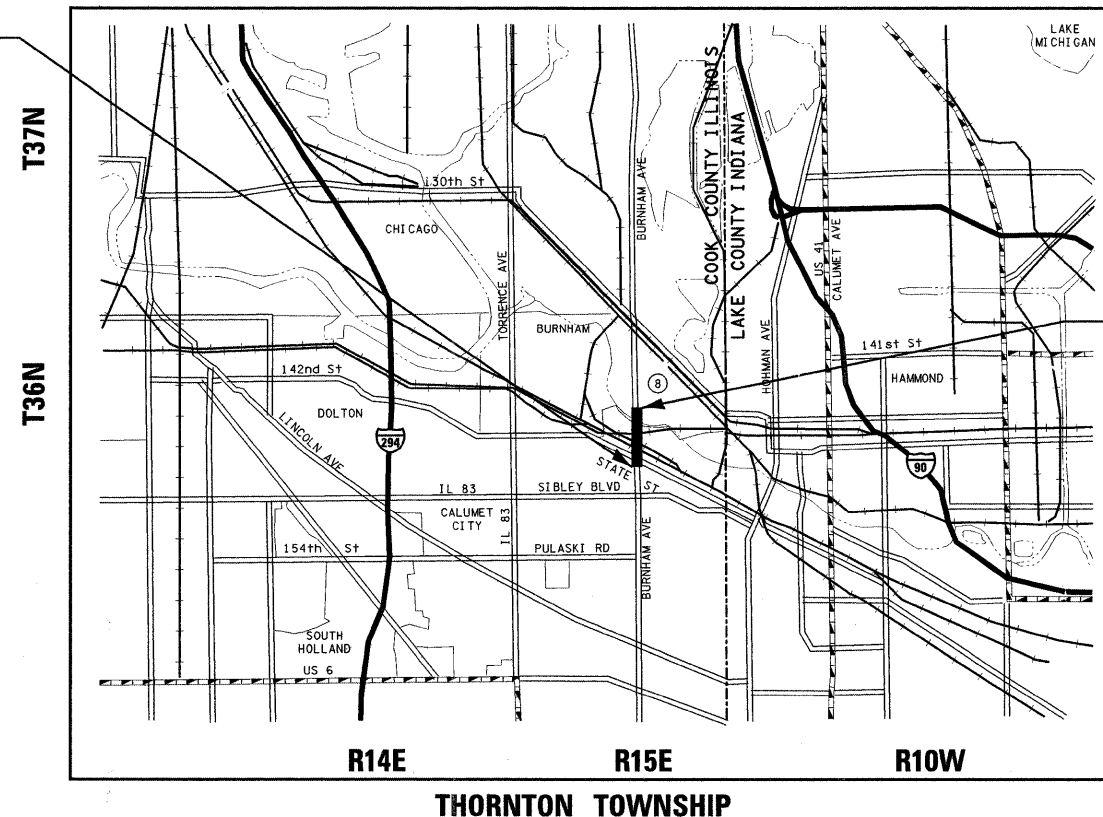 LAKE
MICHIGAN
T37N
COOK COUNTY ILLINOIS
LAKE COUNTY INDIANA
130th St
BURNHAM AVE
CHICAGO
TORRENCE AVE
US 41
CALUMET AVE
BURNHAM
HOHMAN AVE
141st St
T36N
142nd St
8
HAMMOND
DOLTON
LINCOLN AVE
294
STATE ST
90
IL 83
SIBLEY BLVD
CALUMET
CITY
IL 83
154th St
PULASKI RD
BURNHAM AVE
SOUTH
HOLLAND
US 6
R14E
R15E
R10W
THORNTON TOWNSHIP